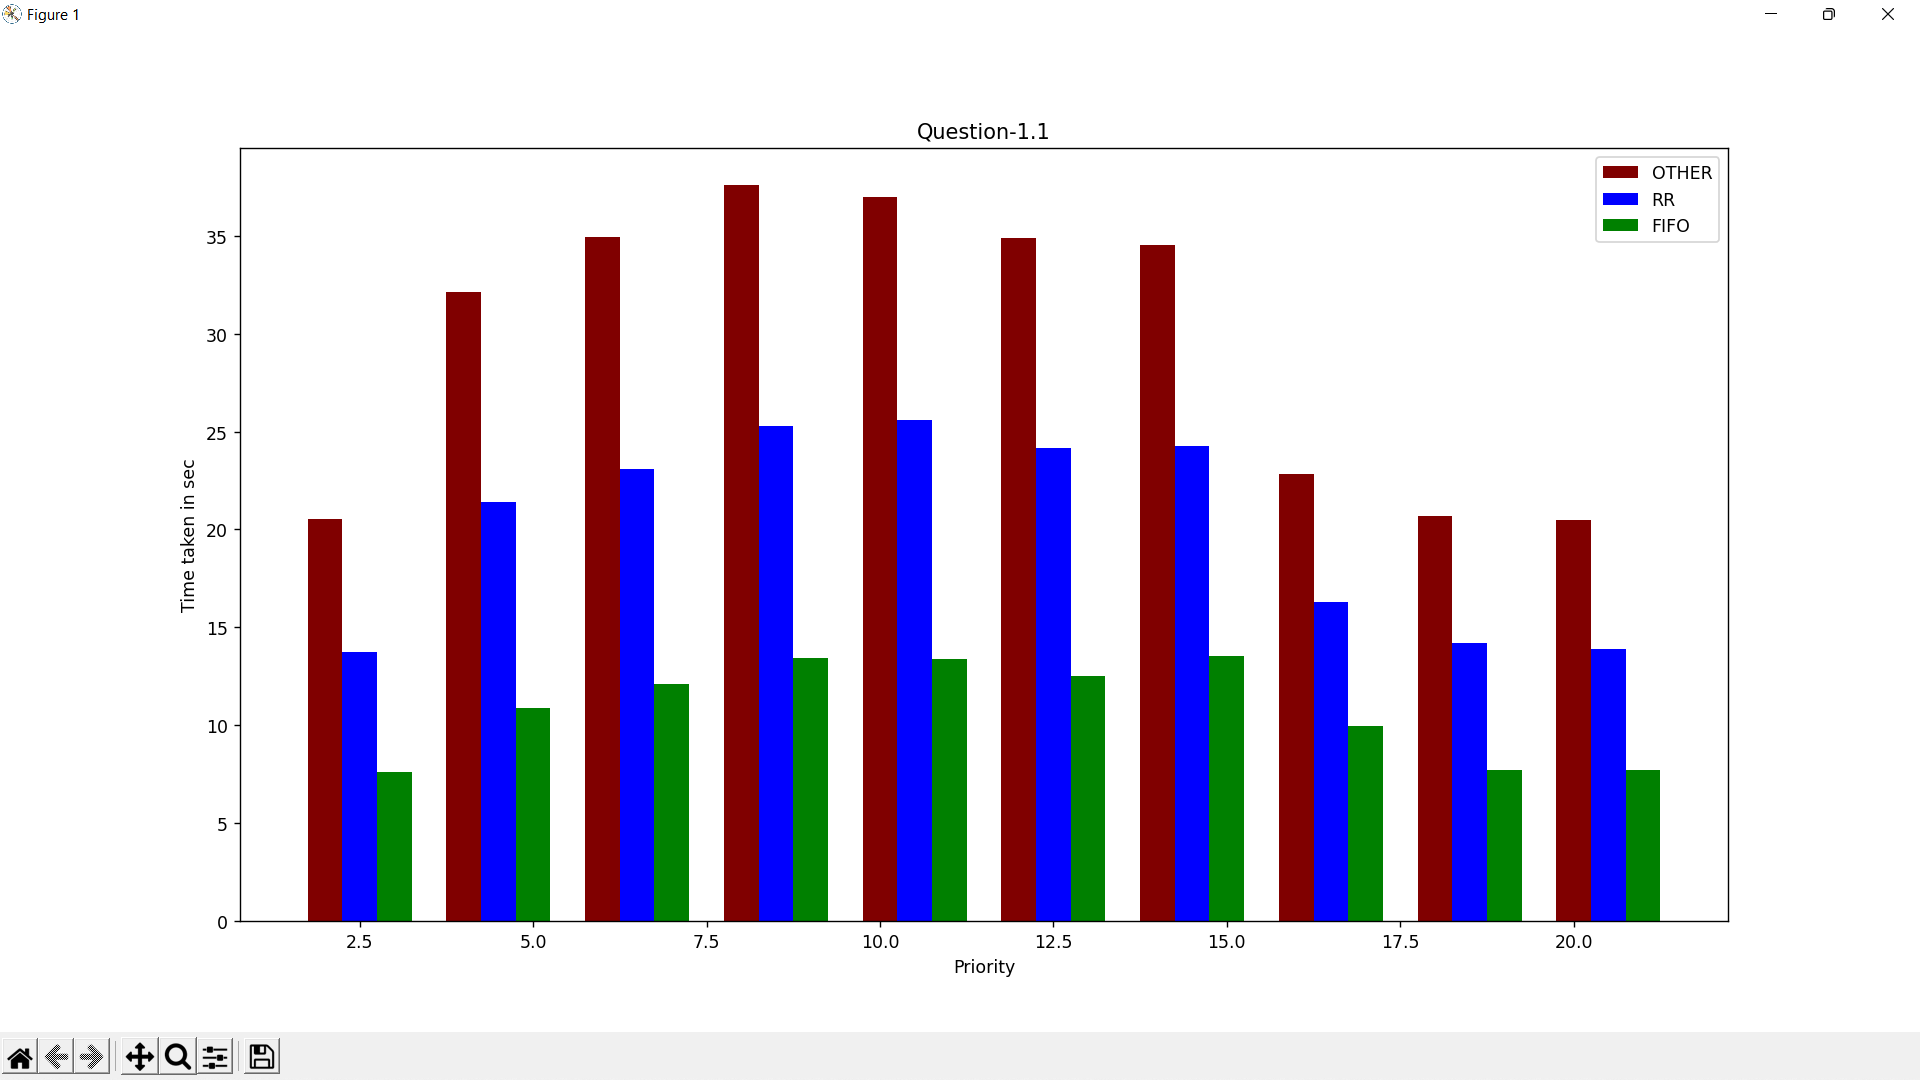 Figure 1
Question-1.1
OTHER
RR
FIFO
35
30
25
20
15
10
5
0
Time taken in sec
2.5 5.0 7.5 10.0 12.5 15.0 17.5 20.0
Priority